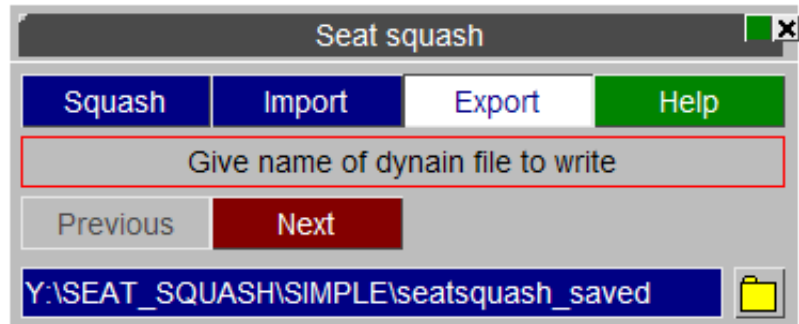 Seat squash
Squash Import Export Help
Give name of dynain file to write
Previous Next
Y:\SEAT_SQUASH\SIMPLE\seatsquash_saved